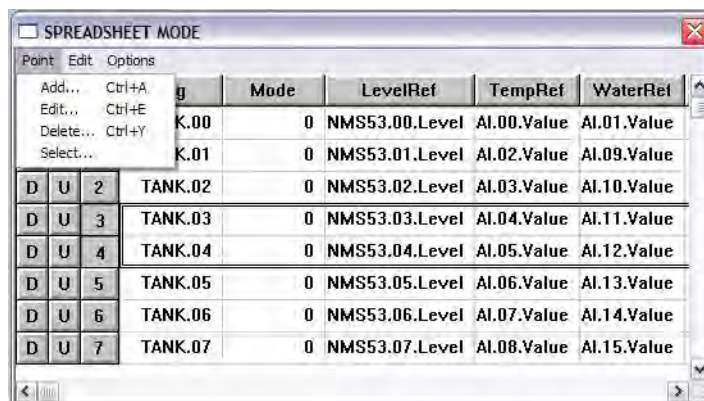 SPREADSHEET MODE
Point Edit Options
Add... Ctrl+A
Edit... Ctrl+E
Delete... Ctrl+Y
Select...
g Mode LevelRef TempRef WaterRef
K.00 0 NMS53.00.Level AI.00.Value AI.01.Value
K.01 0 NMS53.01.Level AI.02.Value AI.09.Value
D U 2 TANK.02 0 NMS53.02.Level AI.03.Value AI.10.Value
D U 3 TANK.03 0 NMS53.03.Level AI.04.Value AI.11.Value
D U 4 TANK.04 0 NMS53.04.Level AI.05.Value AI.12.Value
D U 5 TANK.05 0 NMS53.05.Level AI.06.Value AI.13.Value
D U 6 TANK.06 0 NMS53.06.Level AI.07.Value AI.14.Value
D U 7 TANK.07 0 NMS53.07.Level AI.08.Value AI.15.Value